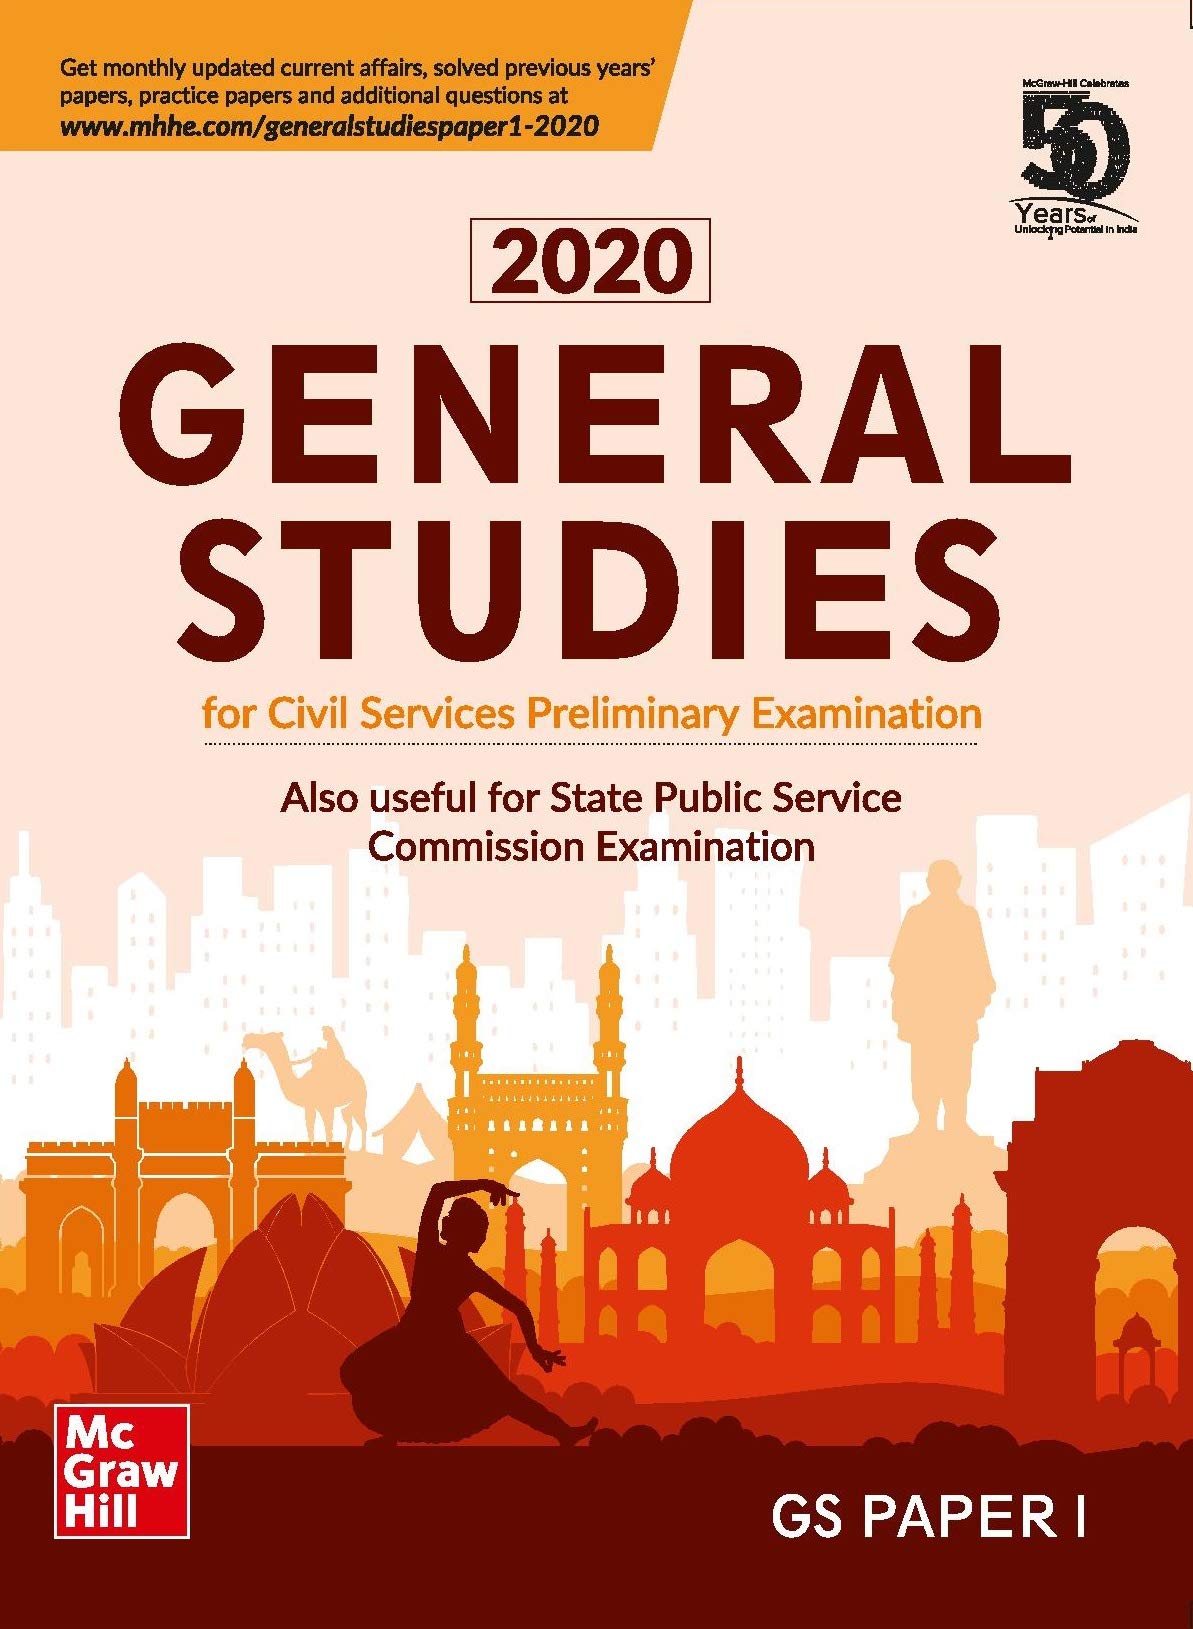 Get monthly updated current affairs, solved previous years’
papers, practice papers and additional questions at
www.mhhe.com/generalstudiespaper1-2020
McGraw-Hill Celebrates
50
Years of
Unlocking Potential in India
2020
GENERAL
STUDIES
for Civil Services Preliminary Examination
Also useful for State Public Service
Commission Examination
Mc
Graw
Hill
GS PAPER I